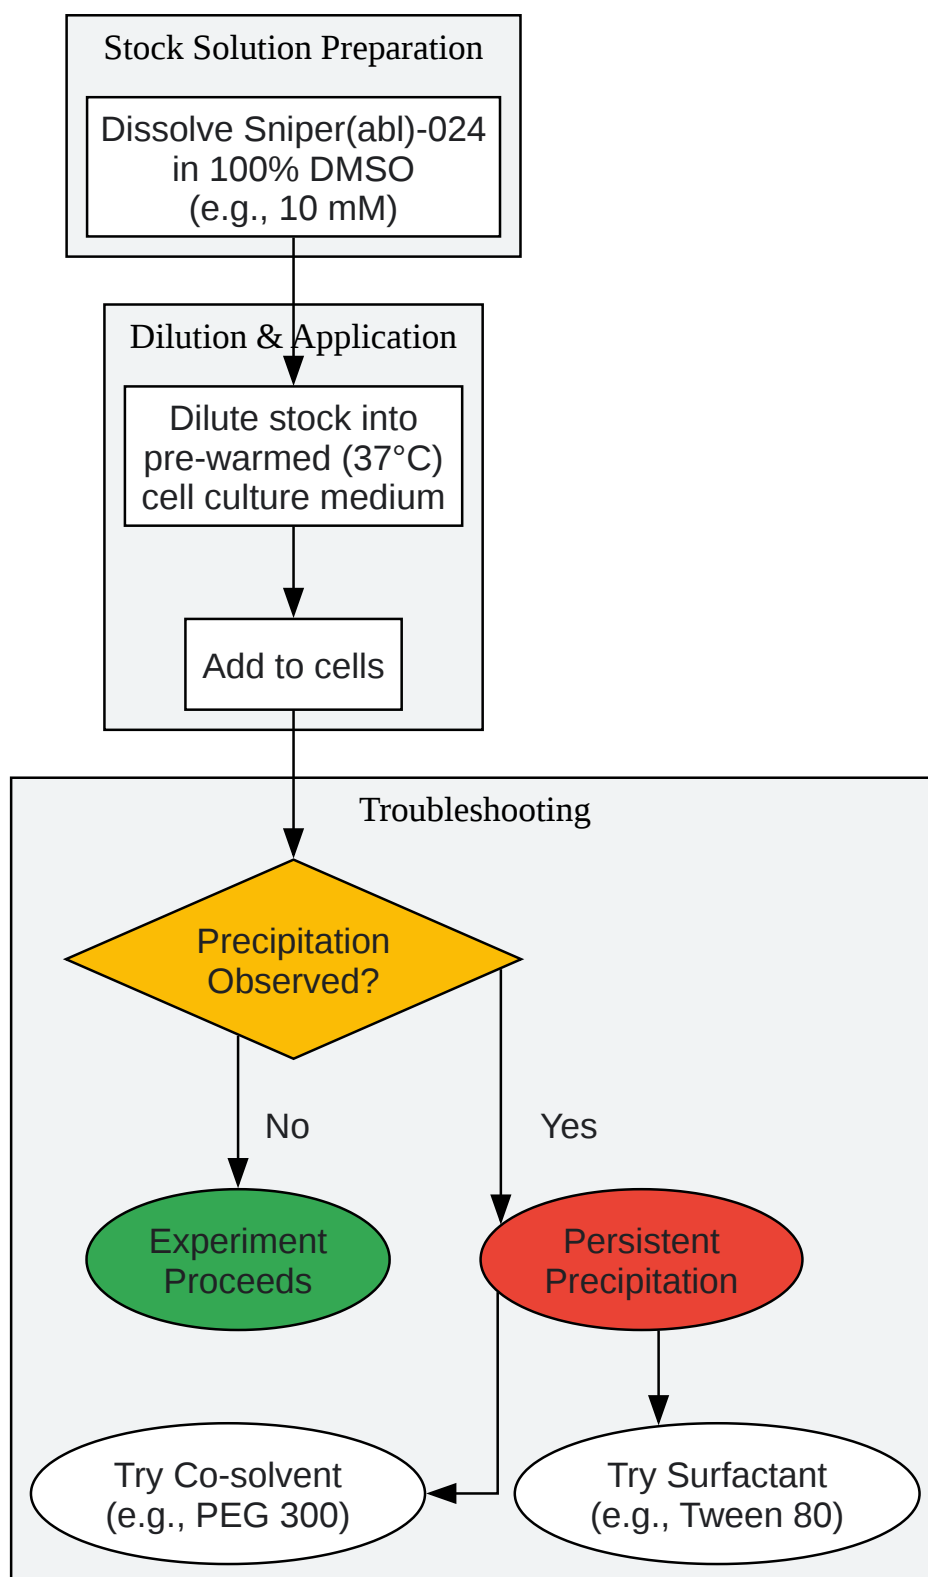 Stock Solution Preparation
Dissolve Sniper(abl)-024
in 100% DMSO
(e.g., 10 mM)
Dilution & Application
Dilute stock into
pre-warmed (37°C)
cell culture medium
Add to cells
Troubleshooting
Precipitation
Observed?
No
Yes
Experiment
Proceeds
Persistent
Precipitation
Try Co-solvent
(e.g., PEG 300)
Try Surfactant
(e.g., Tween 80)